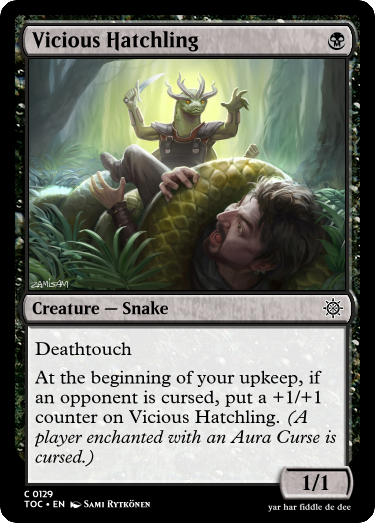 Vicious Hatchling
ZAMISAM
Creature — Snake
Deathtouch
At the beginning of your upkeep, if
an opponent is cursed, put a +1/+1
counter on Vicious Hatchling. (A
player enchanted with an Aura Curse is
cursed.)
1/1
C 0129
TOC • EN Sami Rytkönen
yar har fiddle de dee